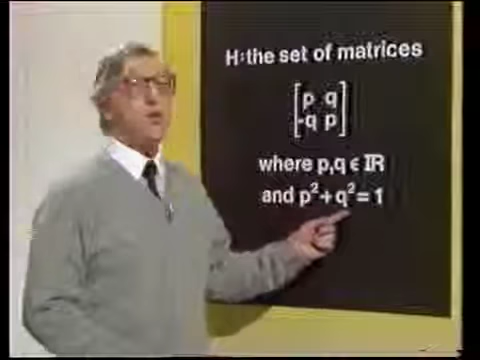 H: the set of matrices
[p q
-q p]
where p,q ϵ ℝ
and p²+q²=1